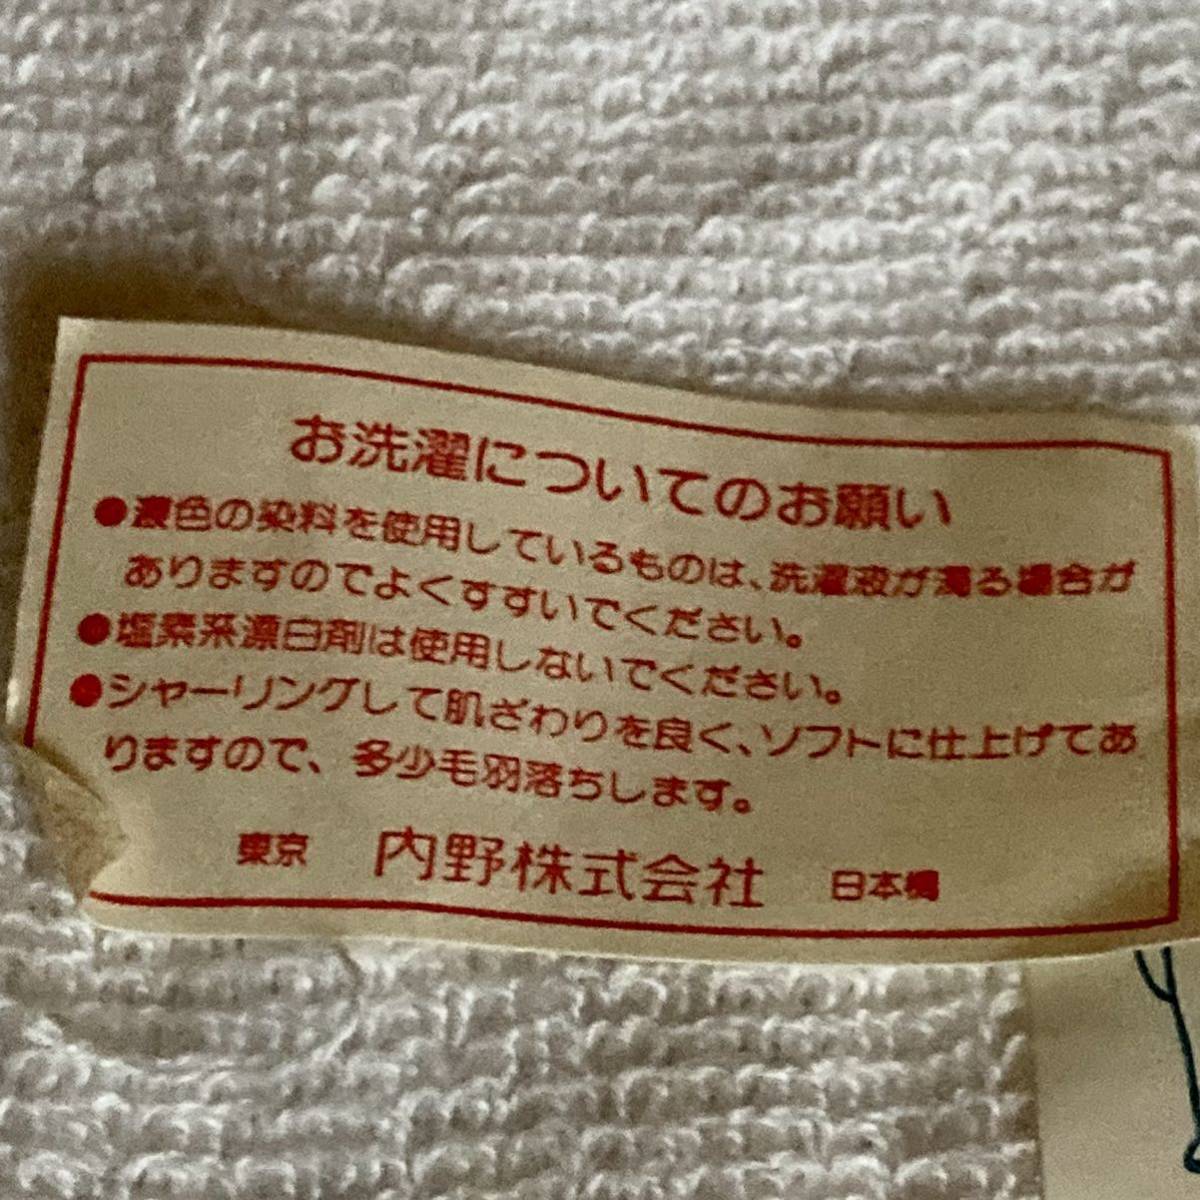 お洗濯についてのお願い
●濃色の染料を使用しているものは、洗濯液が濁る場合が
ありますのでよくすすいでください。
●塩素系漂白剤は使用しないでください。
●シャーリングして肌ざわりを良く、ソフトに仕上げてあ
りますので、多少毛羽落ちします。
東京 内野株式会社 日本橋